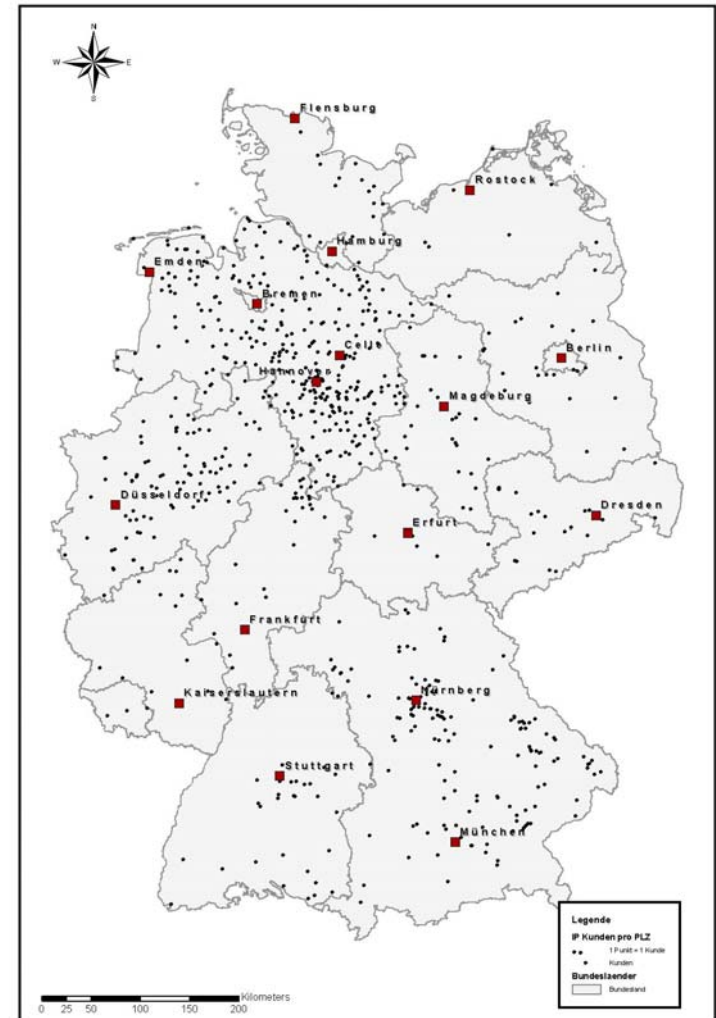 N
W E
S
Flensburg
Rostock
Hamburg
Emden
Bremen
Celle
Berlin
Hannover
Magdeburg
Düsseldorf
Dresden
Erfurt
Frankfürt
Kaiserslautern
Nürnberg
Stuttgart
München
Legende
IP Kunden pro PLZ
1 Punkt = 1 Kunde
Kunden
Bundeslaender
Bundesland
Kilometers
0 25 50 100 150 200